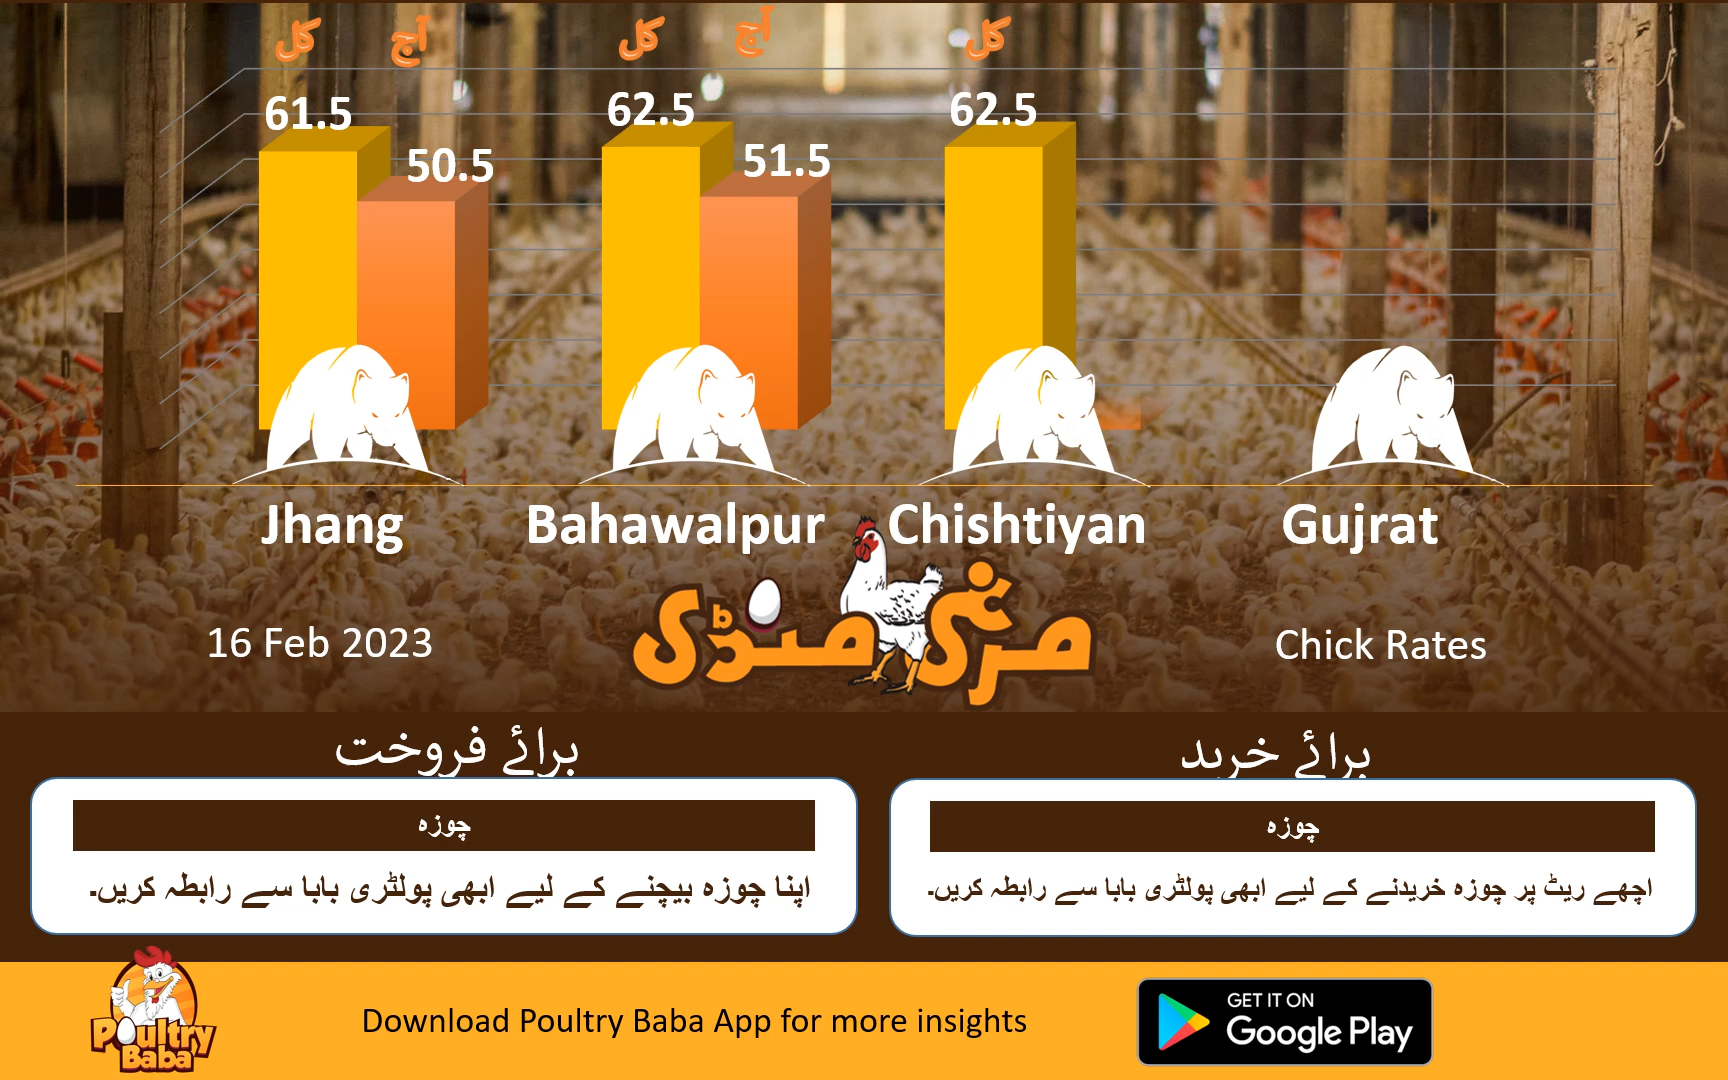 کل
آج
کل
آج
کل
61.5
50.5
62.5
51.5
62.5
Jhang
Bahawalpur
Chishtiyan
Gujrat
16 Feb 2023
مرغی منڈی
Chick Rates
برائے خرید
چوزہ
اچھے ریٹ پر چوزہ خریدنے کے لیے ابھی پولٹری بابا سے رابطہ کریں۔
برائے فروخت
چوزہ
اپنا چوزہ بیچنے کے لیے ابھی پولٹری بابا سے رابطہ کریں۔
Poultry
Baba
Download Poultry Baba App for more insights
GET IT ON
Google Play